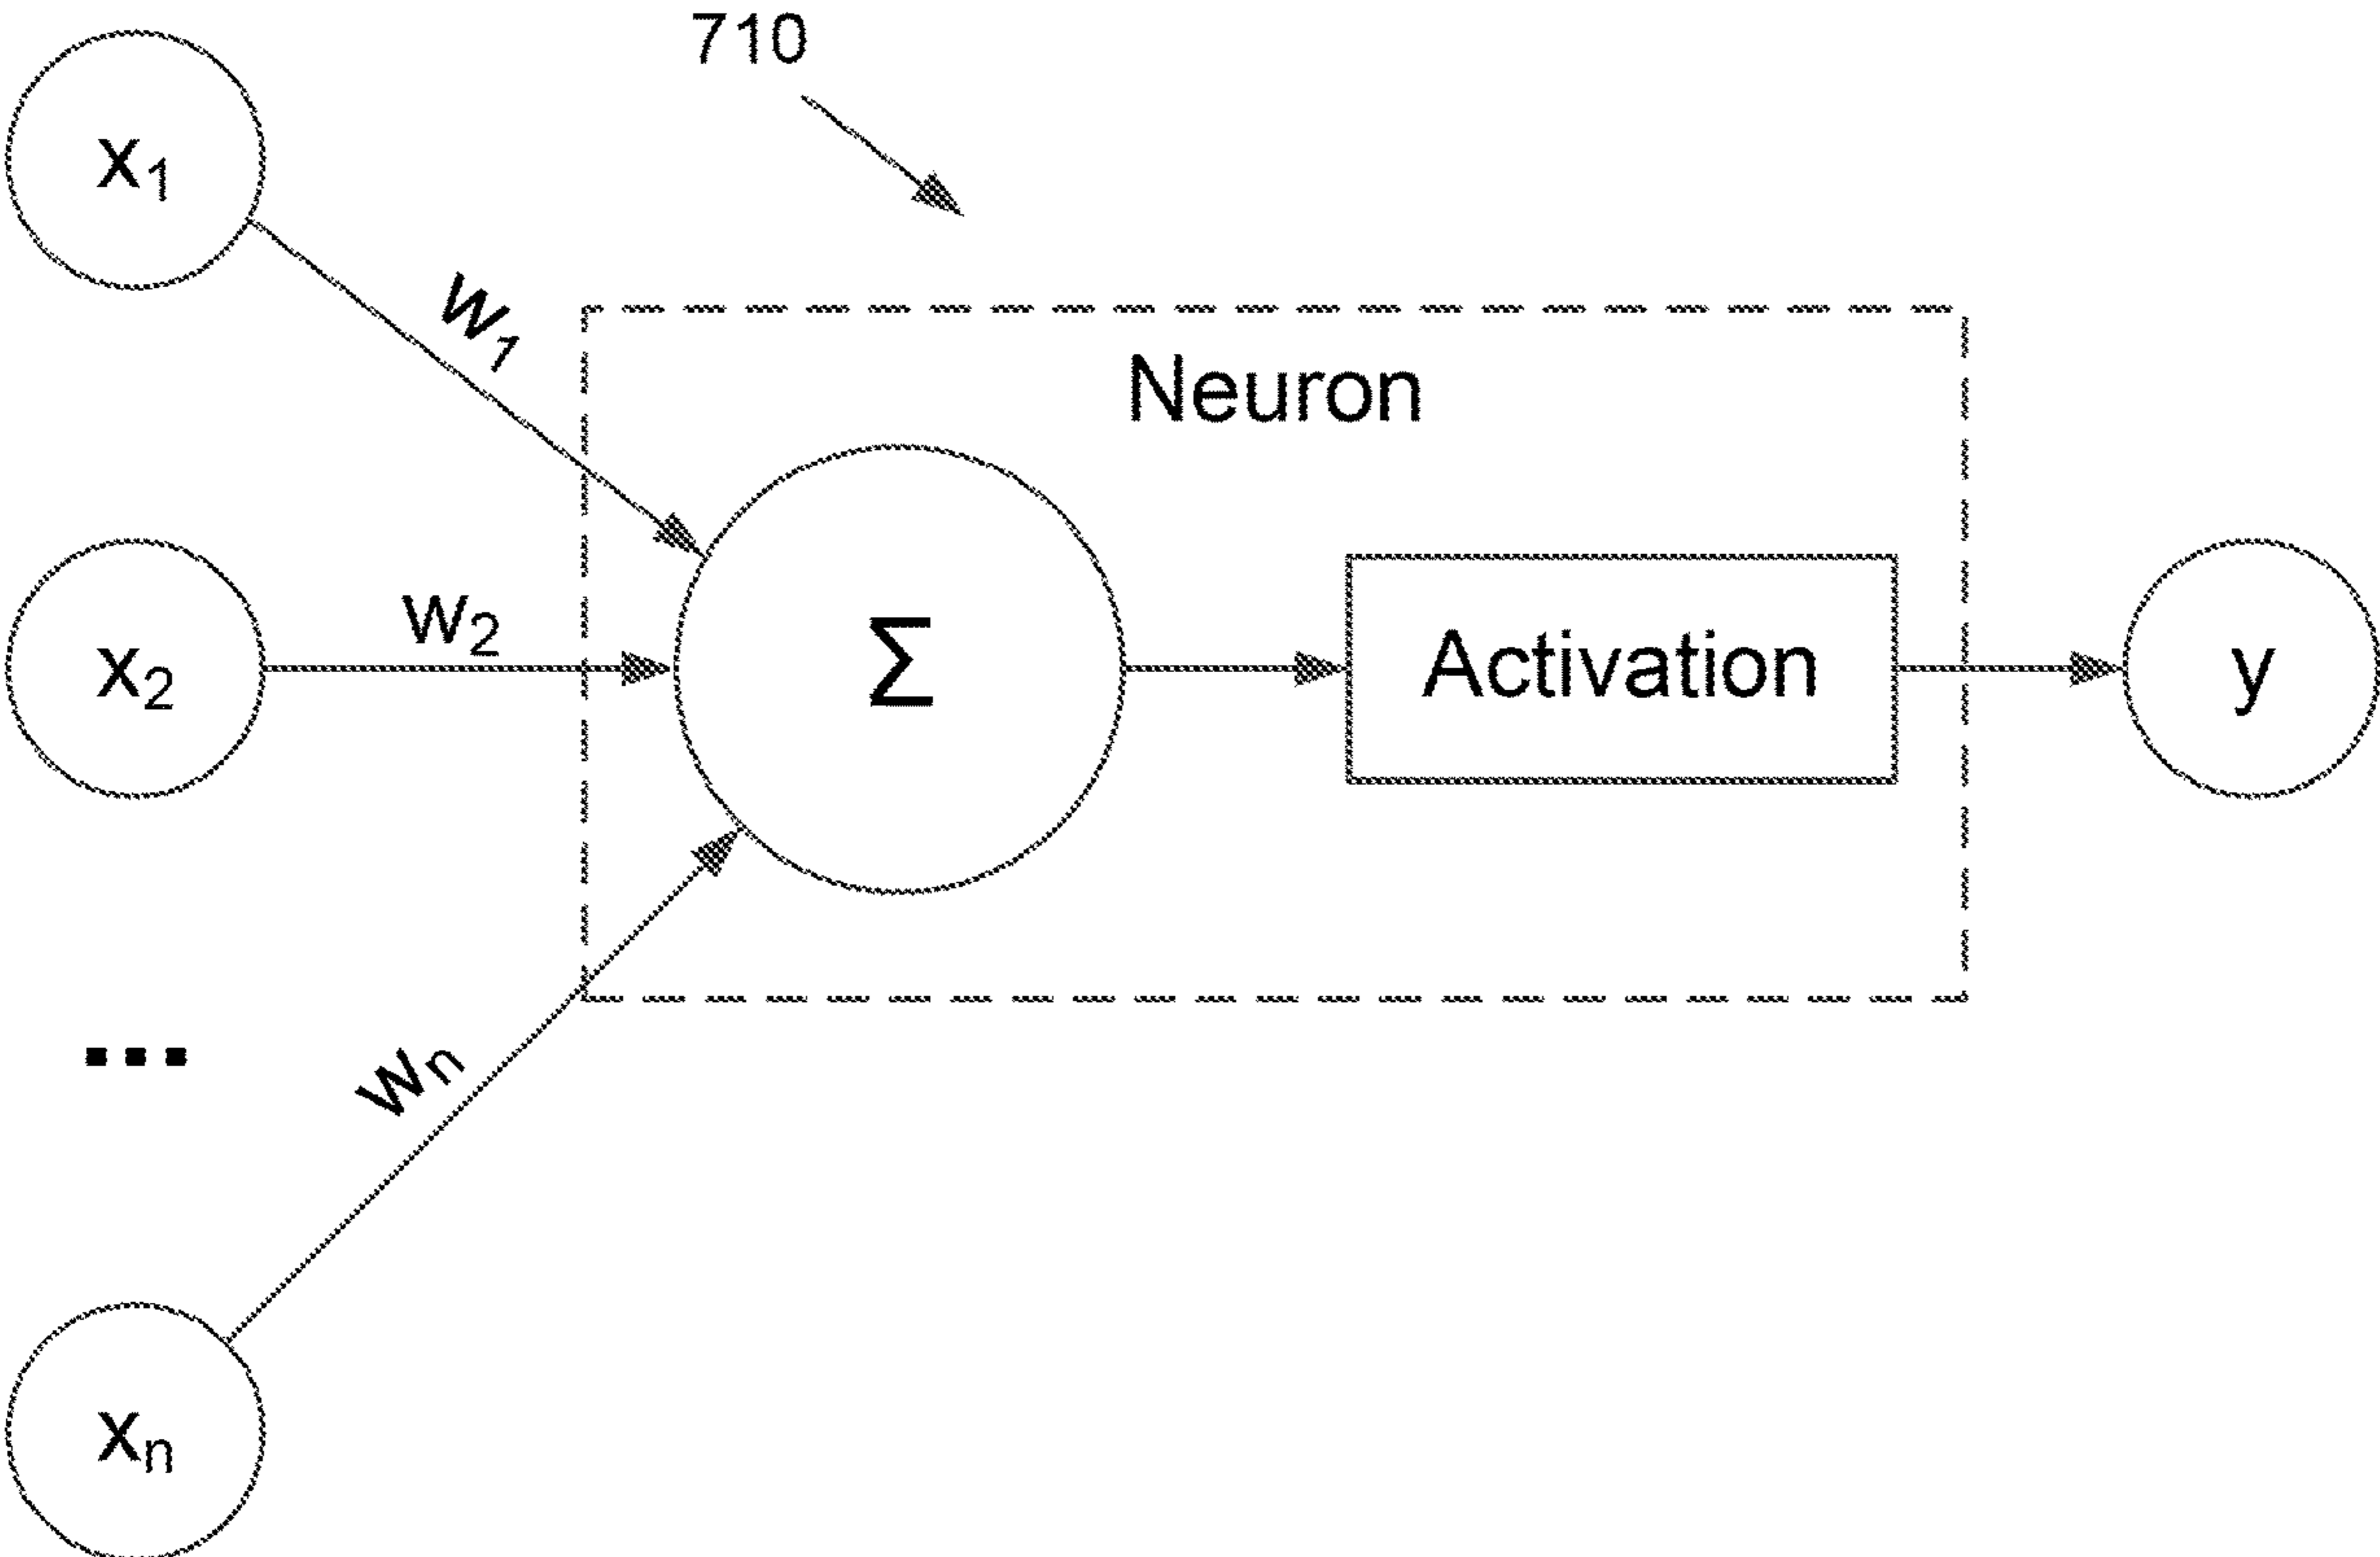 710
x₁
w₁
Neuron
x₂
w₂
Σ
Activation
y
...
wₙ
xₙ